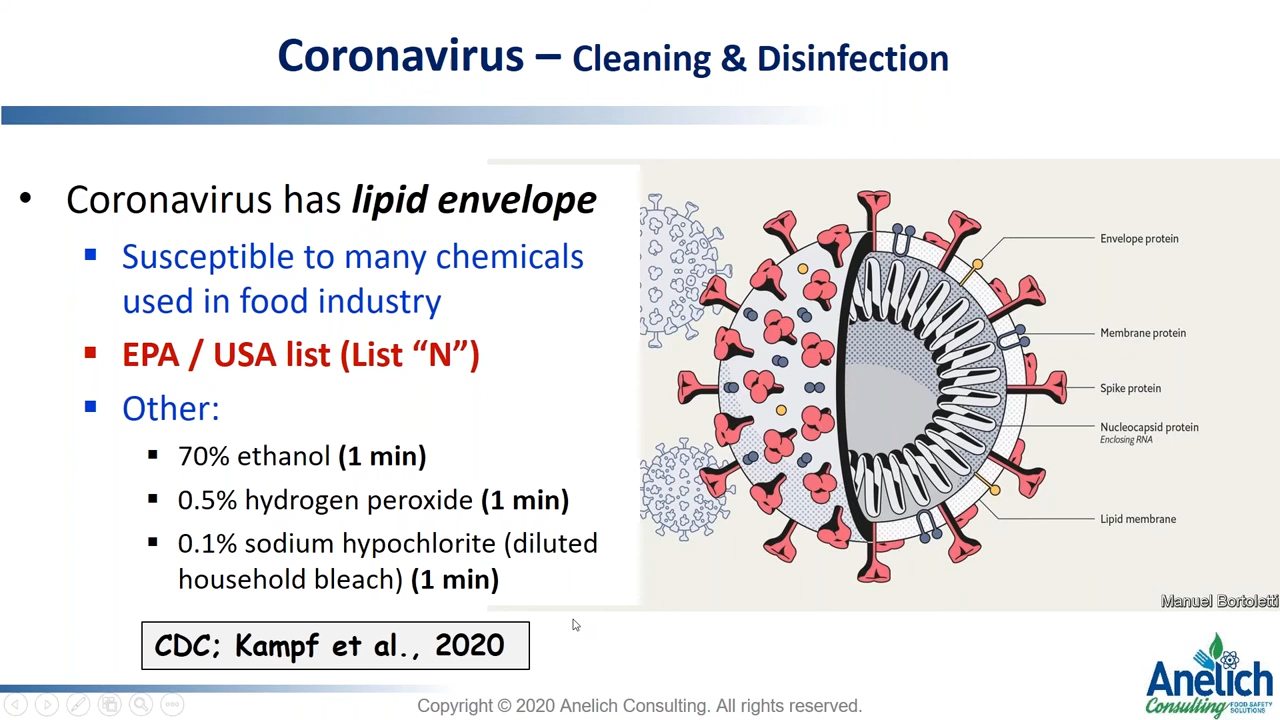 Coronavirus – Cleaning & Disinfection
• Coronavirus has lipid envelope
▪ Susceptible to many chemicals
used in food industry
▪ EPA / USA list (List “N”)
▪ Other:
▪ 70% ethanol (1 min)
▪ 0.5% hydrogen peroxide (1 min)
▪ 0.1% sodium hypochlorite (diluted
household bleach) (1 min)
CDC; Kampf et al., 2020
Envelope protein
Membrane protein
Spike protein
Nucleocapsid protein
Enclosing RNA
Lipid membrane
Manuel Bortoletti
Anelich
Consulting FOOD SAFETY
SOLUTIONS
Copyright © 2020 Anelich Consulting. All rights reserved.